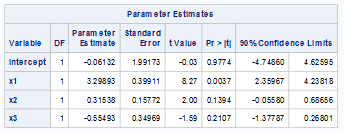 Parameter Estimates
Variable DF Parameter Estimate Standard Error t Value Pr > |t| 90% Confidence Limits
Intercept 1 -0.06132 1.99173 -0.03 0.9774 -4.74860 4.62595
x1 1 3.29893 0.39911 8.27 0.0037 2.35967 4.23818
x2 1 0.31538 0.15772 2.00 0.1394 -0.05580 0.68656
x3 1 -0.55493 0.34969 -1.59 0.2107 -1.37787 0.26801